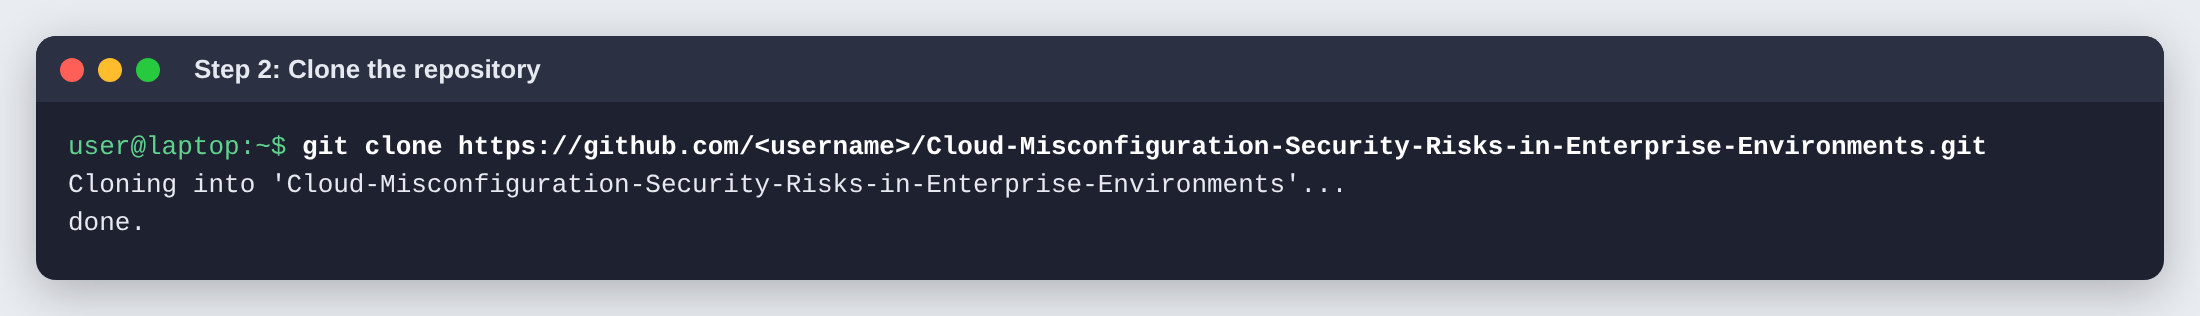 Step 2: Clone the repository
user@laptop:~$ git clone https://github.com/<username>/Cloud-Misconfiguration-Security-Risks-in-Enterprise-Environments.git
Cloning into 'Cloud-Misconfiguration-Security-Risks-in-Enterprise-Environments'...
done.